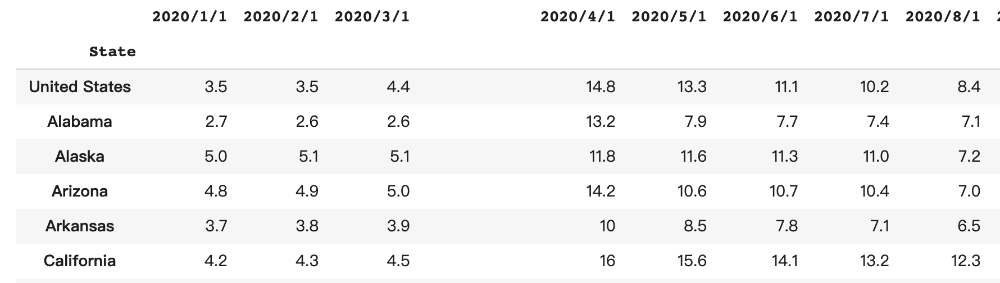 2020/1/1 2020/2/1 2020/3/1 2020/4/1 2020/5/1 2020/6/1 2020/7/1 2020/8/1
State
United States 3.5 3.5 4.4 14.8 13.3 11.1 10.2 8.4
Alabama 2.7 2.6 2.6 13.2 7.9 7.7 7.4 7.1
Alaska 5.0 5.1 5.1 11.8 11.6 11.3 11.0 7.2
Arizona 4.8 4.9 5.0 14.2 10.6 10.7 10.4 7.0
Arkansas 3.7 3.8 3.9 10 8.5 7.8 7.1 6.5
California 4.2 4.3 4.5 16 15.6 14.1 13.2 12.3